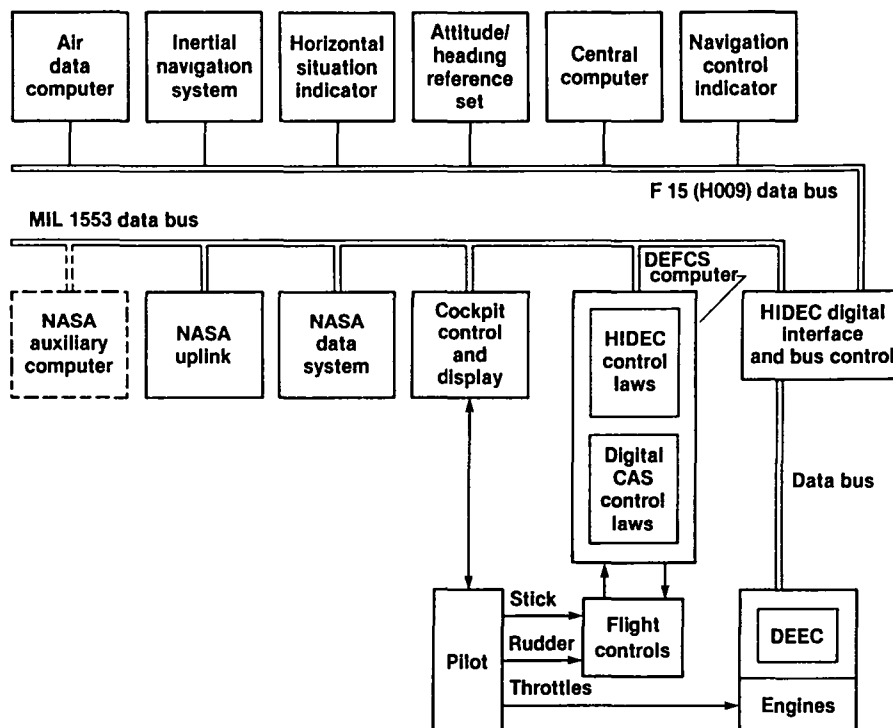 Air
data
computer
Inertial
navigation
system
Horizontal
situation
indicator
Attitude/
heading
reference
set
Central
computer
Navigation
control
indicator
F 15 (H009) data bus
MIL 1553 data bus
DEFCS
computer
NASA
auxiliary
computer
NASA
uplink
NASA
data
system
Cockpit
control
and
display
HIDEC
control
laws
HIDEC digital
interface
and bus control
Digital
CAS
control
laws
Data bus
Pilot
Stick
Rudder
Throttles
Flight
controls
DEEC
Engines